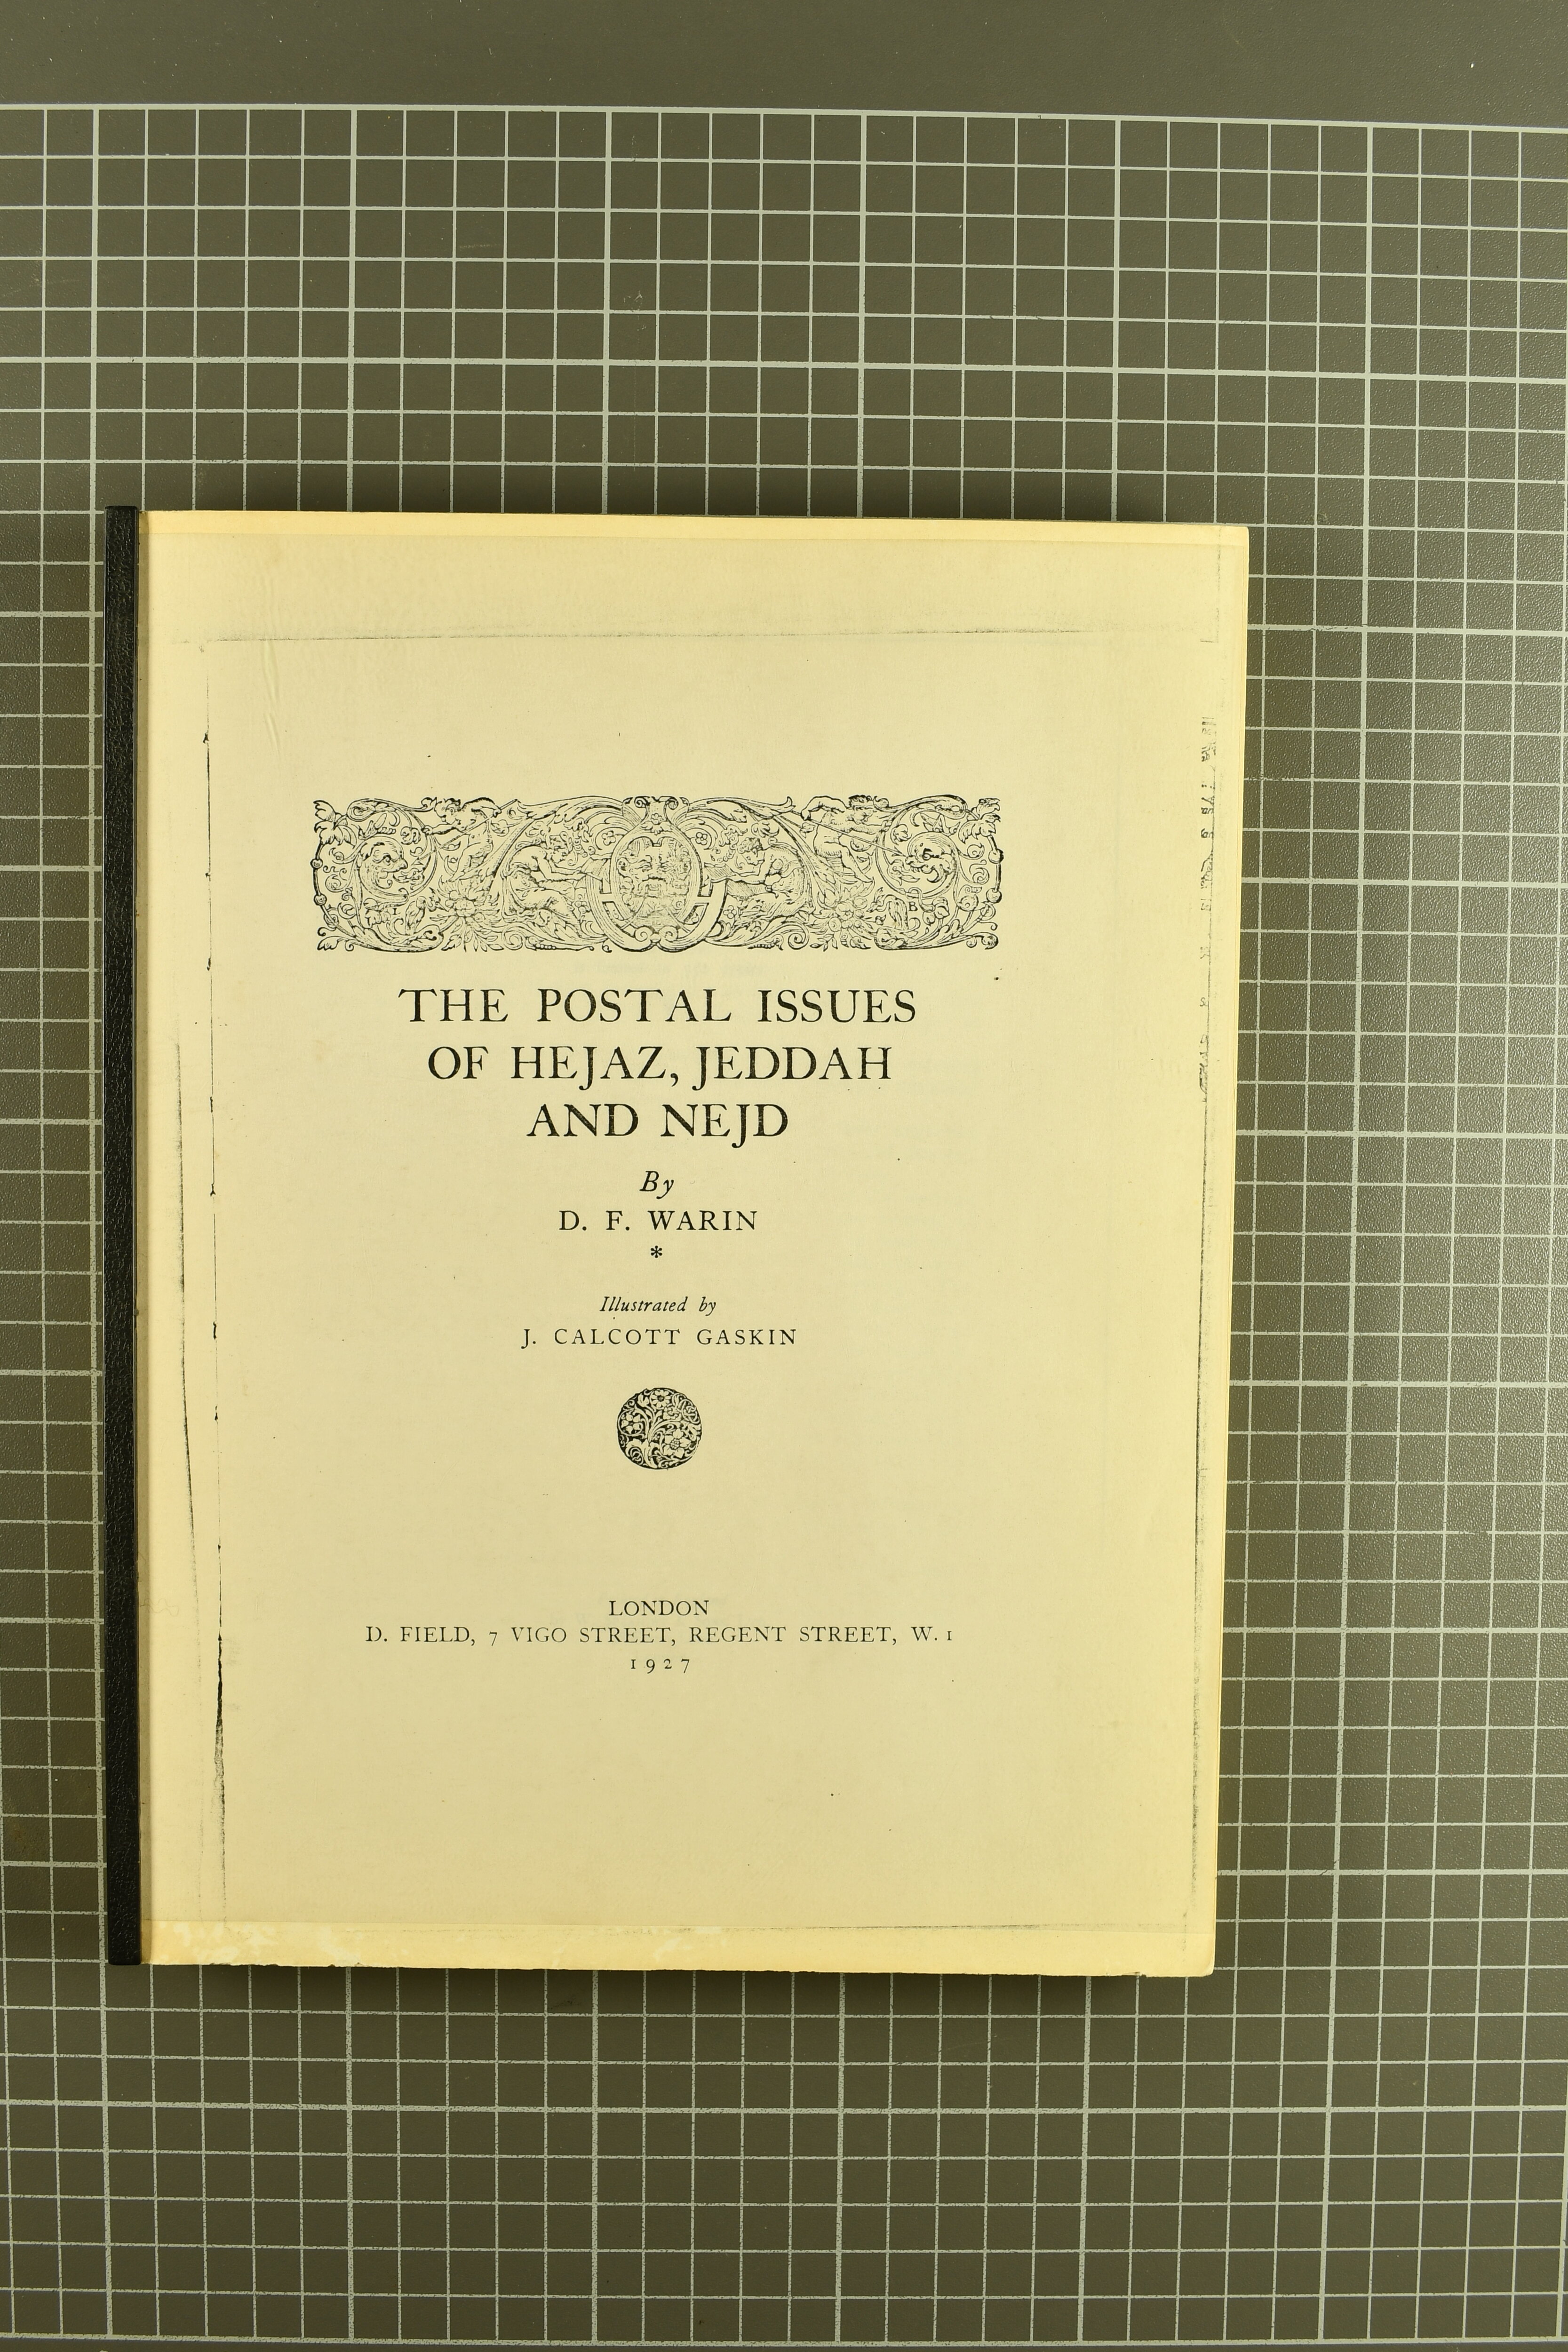 THE POSTAL ISSUES
OF HEJAZ, JEDDAH
AND NEJD
By
D. F. WARIN
*
Illustrated by
J. CALCOTT GASKIN
LONDON
D. FIELD, 7 VIGO STREET, REGENT STREET, W. 1
1927